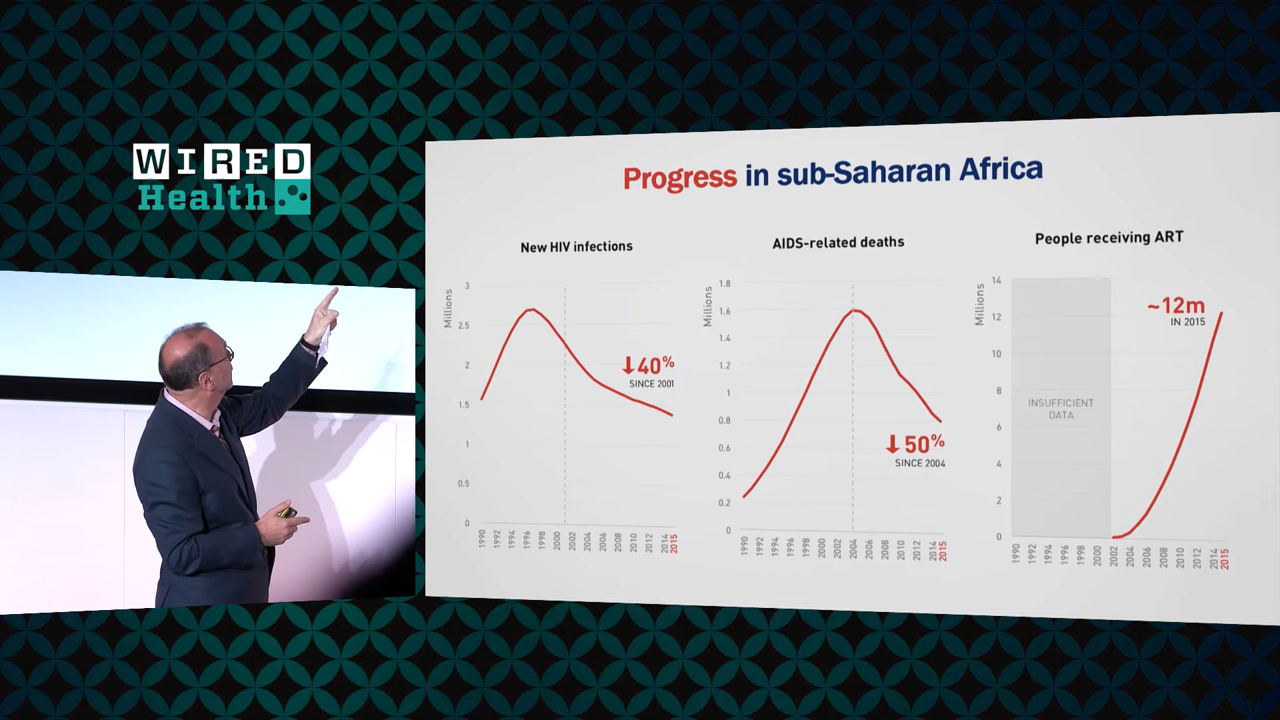 WIRED
Health
Progress in sub-Saharan Africa
New HIV infections
Millions
3
2.5
2
1.5
1
0.5
0
↓40%
SINCE 2001
1990 1992 1994 1996 1998 2000 2002 2004 2006 2008 2010 2012 2014 2015
AIDS-related deaths
Millions
1.8
1.6
1.4
1.2
1
0.8
0.6
0.4
0.2
0
↓50%
SINCE 2004
1990 1992 1994 1996 1998 2000 2002 2004 2006 2008 2010 2012 2014 2015
People receiving ART
Millions
14
12
10
8
6
4
2
0
INSUFFICIENT
DATA
~12m
IN 2015
1990 1992 1994 1996 1998 2000 2002 2004 2006 2008 2010 2012 2014 2015